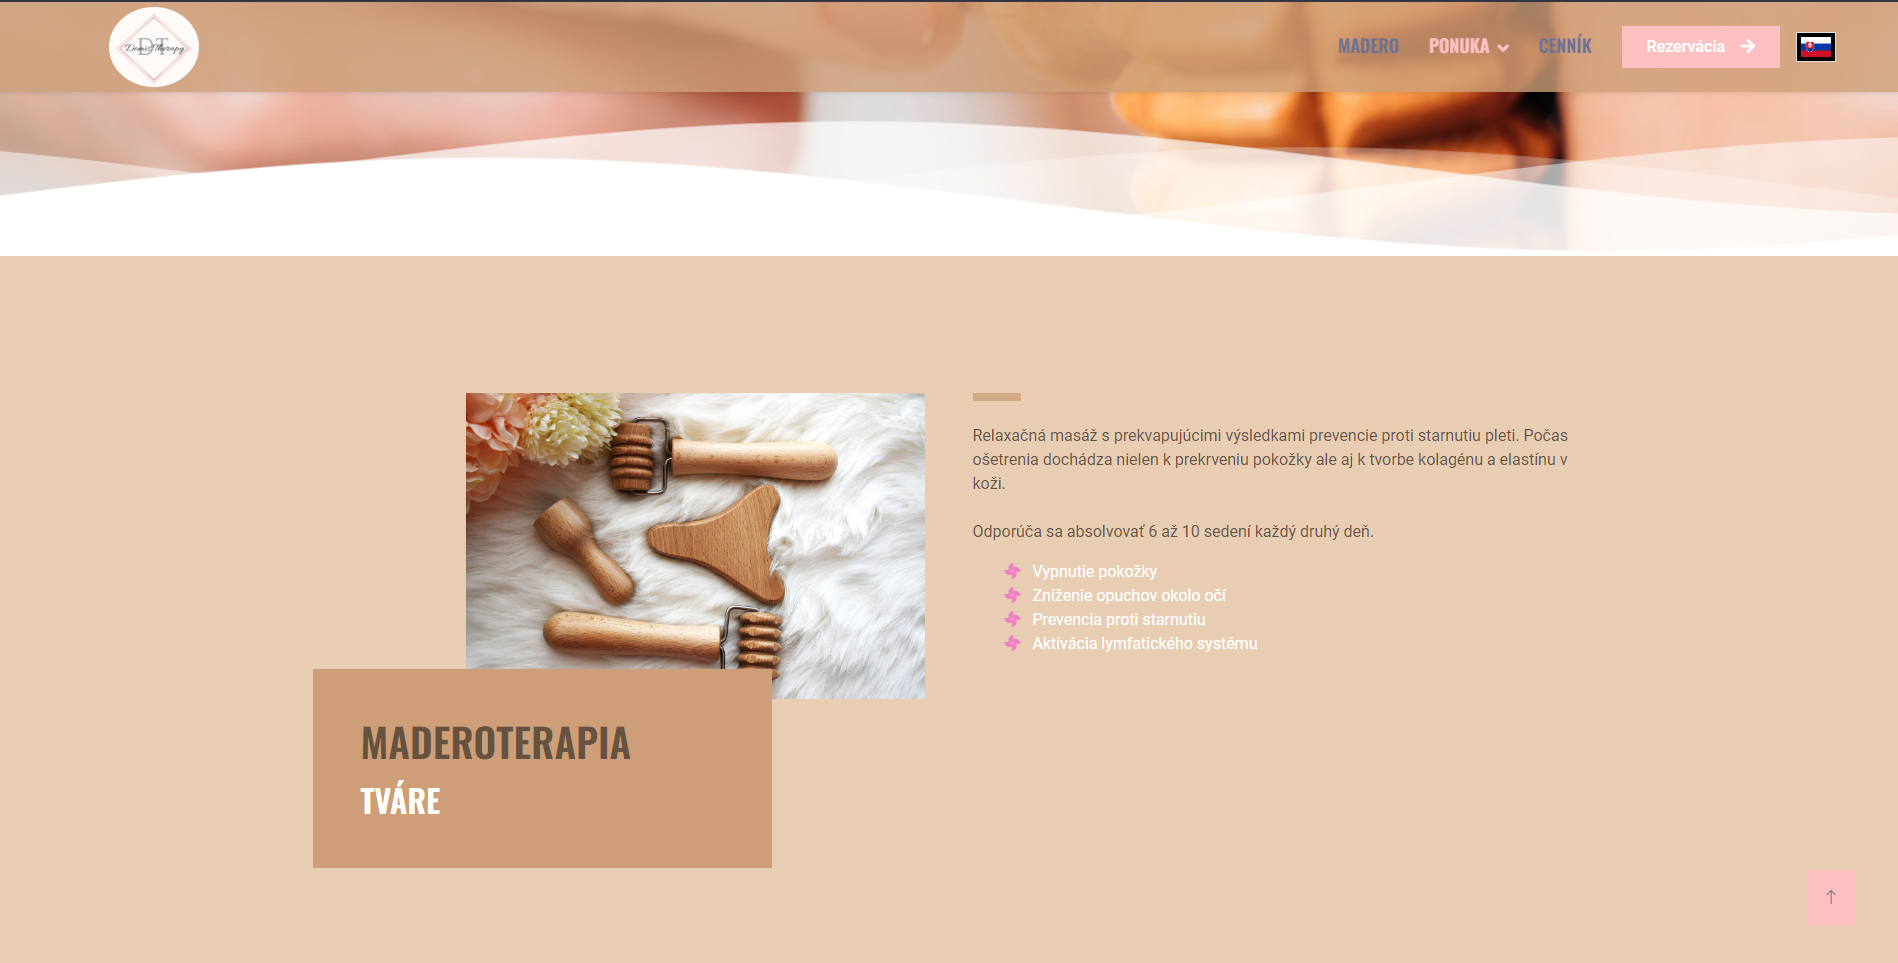 DT
DomisTherapy
MADERO
PONUKA
CENNÍK
Rezervácia
Relaxačná masáž s prekvapujúcimi výsledkami prevencie proti starnutiu pleti. Počas
ošetrenia dochádza nielen k prekrveniu pokožky ale aj k tvorbe kolagénu a elastínu v
koži.
Odporúča sa absolvovať 6 až 10 sedení každý druhý deň.
Vypnutie pokožky
Zníženie opuchov okolo očí
Prevencia proti starnutiu
Aktivácia lymfatického systému
MADEROTERAPIA
TVÁRE